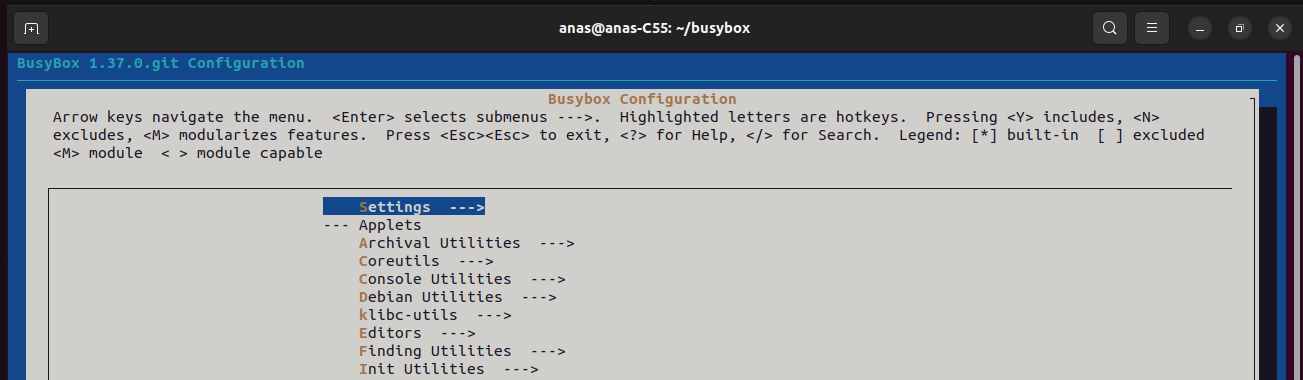 anas@anas-C55: ~/busybox
BusyBox 1.37.0.git Configuration
Busybox Configuration
Arrow keys navigate the menu.  <Enter> selects submenus --->.  Highlighted letters are hotkeys.  Pressing <Y> includes, <N>
excludes, <M> modularizes features.  Press <Esc><Esc> to exit, <?> for Help, </> for Search.  Legend: [*] built-in  [ ] excluded
<M> module  < > module capable
Settings  --->
--- Applets
Archival Utilities  --->
Coreutils  --->
Console Utilities  --->
Debian Utilities  --->
klibc-utils  --->
Editors  --->
Finding Utilities  --->
Init Utilities  --->